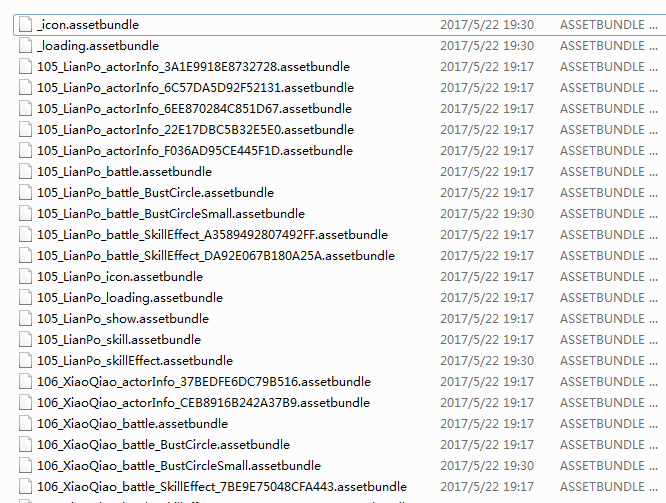 _icon.assetbundle 2017/5/22 19:30 ASSETBUNDLE ...
_loading.assetbundle 2017/5/22 19:30 ASSETBUNDLE ...
105_LianPo_actorInfo_3A1E9918E8732728.assetbundle 2017/5/22 19:17 ASSETBUNDLE ...
105_LianPo_actorInfo_6C57DA5D92F52131.assetbundle 2017/5/22 19:17 ASSETBUNDLE ...
105_LianPo_actorInfo_6EE870284C851D67.assetbundle 2017/5/22 19:17 ASSETBUNDLE ...
105_LianPo_actorInfo_22E17DBC5B32E5E0.assetbundle 2017/5/22 19:17 ASSETBUNDLE ...
105_LianPo_actorInfo_F036AD95CE445F1D.assetbundle 2017/5/22 19:17 ASSETBUNDLE ...
105_LianPo_battle.assetbundle 2017/5/22 19:17 ASSETBUNDLE ...
105_LianPo_battle_BustCircle.assetbundle 2017/5/22 19:17 ASSETBUNDLE ...
105_LianPo_battle_BustCircleSmall.assetbundle 2017/5/22 19:30 ASSETBUNDLE ...
105_LianPo_battle_SkillEffect_A3589492807492FF.assetbundle 2017/5/22 19:17 ASSETBUNDLE ...
105_LianPo_battle_SkillEffect_DA92E067B180A25A.assetbundle 2017/5/22 19:17 ASSETBUNDLE ...
105_LianPo_icon.assetbundle 2017/5/22 19:17 ASSETBUNDLE ...
105_LianPo_loading.assetbundle 2017/5/22 19:17 ASSETBUNDLE ...
105_LianPo_show.assetbundle 2017/5/22 19:17 ASSETBUNDLE ...
105_LianPo_skill.assetbundle 2017/5/22 19:17 ASSETBUNDLE ...
105_LianPo_skillEffect.assetbundle 2017/5/22 19:30 ASSETBUNDLE ...
106_XiaoQiao_actorInfo_37BEDFE6DC79B516.assetbundle 2017/5/22 19:17 ASSETBUNDLE ...
106_XiaoQiao_actorInfo_CEB8916B242A37B9.assetbundle 2017/5/22 19:17 ASSETBUNDLE ...
106_XiaoQiao_battle.assetbundle 2017/5/22 19:17 ASSETBUNDLE ...
106_XiaoQiao_battle_BustCircle.assetbundle 2017/5/22 19:17 ASSETBUNDLE ...
106_XiaoQiao_battle_BustCircleSmall.assetbundle 2017/5/22 19:30 ASSETBUNDLE ...
106_XiaoQiao_battle_SkillEffect_7BE9E75048CFA443.assetbundle 2017/5/22 19:17 ASSETBUNDLE ...